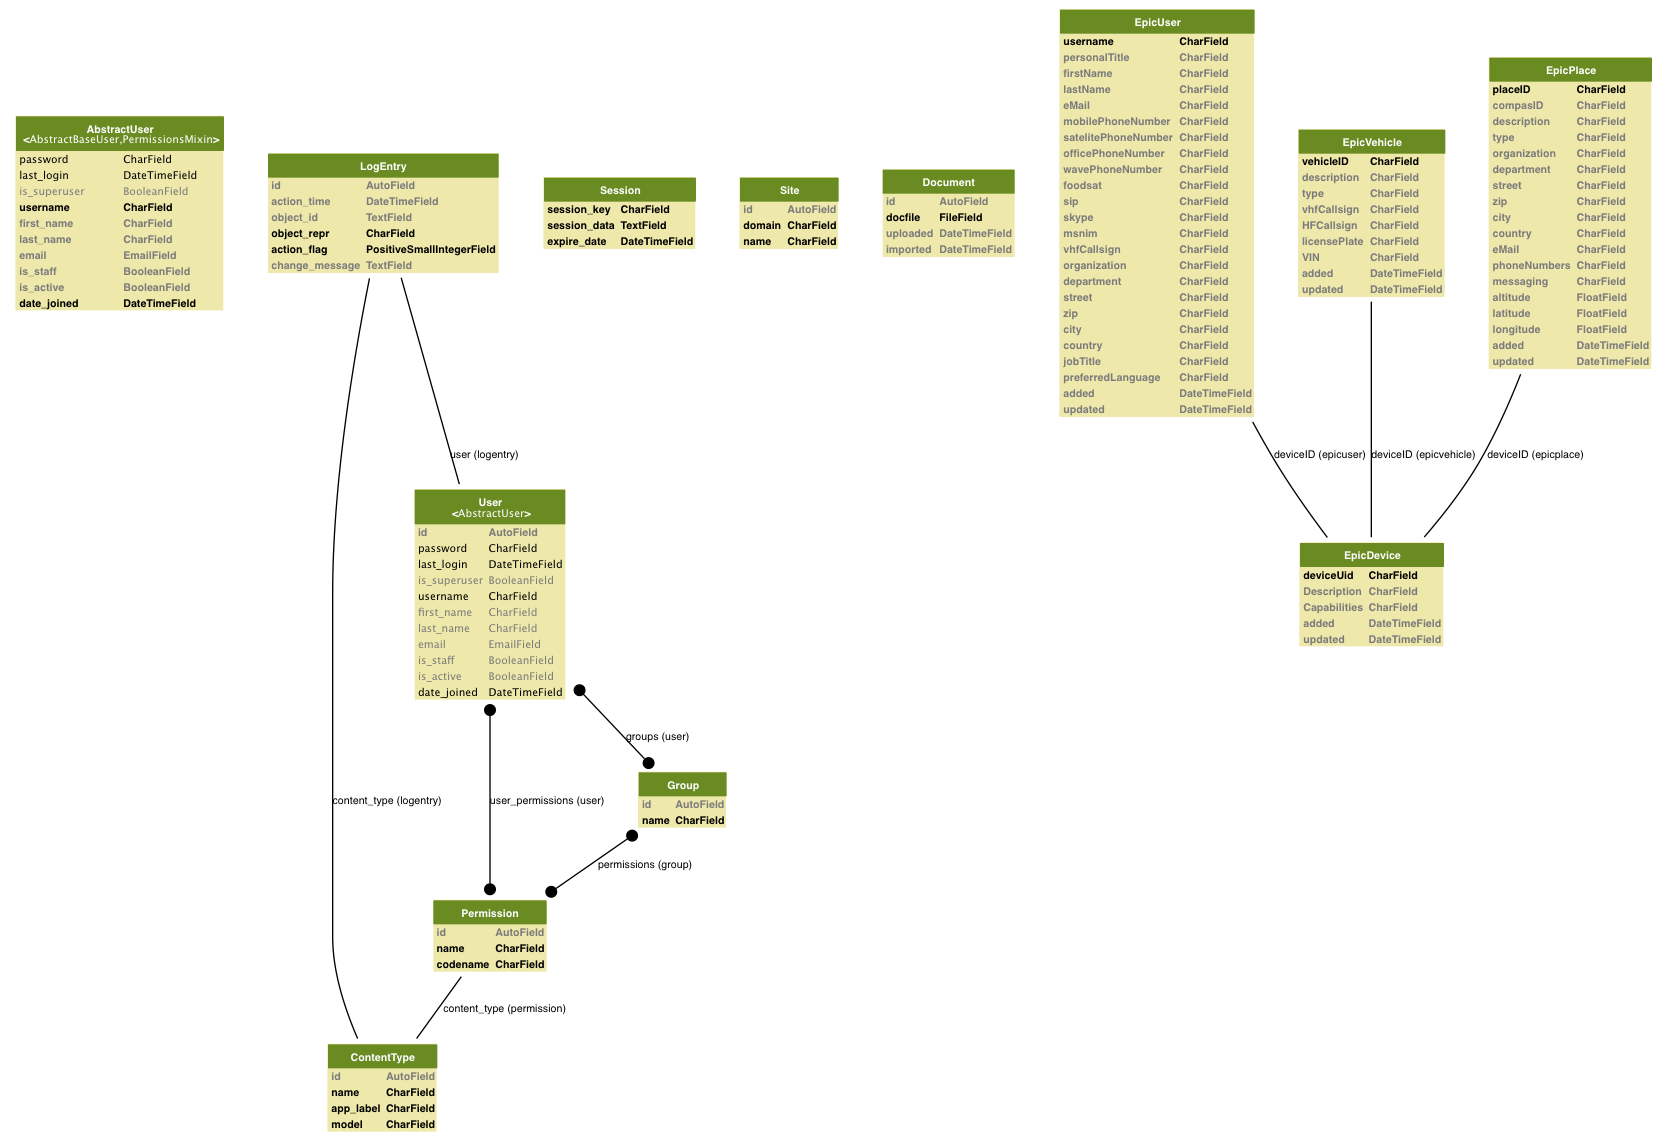 AbstractUser
<AbstractBaseUser,PermissionsMixin>
password CharField
last_login DateTimeField
is_superuser BooleanField
username CharField
first_name CharField
last_name CharField
email EmailField
is_staff BooleanField
is_active BooleanField
date_joined DateTimeField
LogEntry
id AutoField
action_time DateTimeField
object_id TextField
object_repr CharField
action_flag PositiveSmallIntegerField
change_message TextField
Session
session_key CharField
session_data TextField
expire_date DateTimeField
Site
id AutoField
domain CharField
name CharField
Document
id AutoField
docfile FileField
uploaded DateTimeField
imported DateTimeField
EpicUser
username CharField
personalTitle CharField
firstName CharField
lastName CharField
eMail CharField
mobilePhoneNumber CharField
satelitePhoneNumber CharField
officePhoneNumber CharField
wavePhoneNumber CharField
foodsat CharField
sip CharField
skype CharField
msnim CharField
vhfCallsign CharField
organization CharField
department CharField
street CharField
zip CharField
city CharField
country CharField
jobTitle CharField
preferredLanguage CharField
added DateTimeField
updated DateTimeField
EpicVehicle
vehicleID CharField
description CharField
type CharField
vhfCallsign CharField
HFCallsign CharField
licensePlate CharField
VIN CharField
added DateTimeField
updated DateTimeField
EpicPlace
placeID CharField
compasID CharField
description CharField
type CharField
organization CharField
department CharField
street CharField
zip CharField
city CharField
country CharField
eMail CharField
phoneNumbers CharField
messaging CharField
altitude FloatField
latitude FloatField
longitude FloatField
added DateTimeField
updated DateTimeField
user (logentry)
deviceID (epicuser)
deviceID (epicvehicle)
deviceID (epicplace)
User
<AbstractUser>
id AutoField
password CharField
last_login DateTimeField
is_superuser BooleanField
username CharField
first_name CharField
last_name CharField
email EmailField
is_staff BooleanField
is_active BooleanField
date_joined DateTimeField
EpicDevice
deviceUid CharField
Description CharField
Capabilities CharField
added DateTimeField
updated DateTimeField
groups (user)
Group
id AutoField
name CharField
content_type (logentry)
user_permissions (user)
permissions (group)
Permission
id AutoField
name CharField
codename CharField
content_type (permission)
ContentType
id AutoField
name CharField
app_label CharField
model CharField